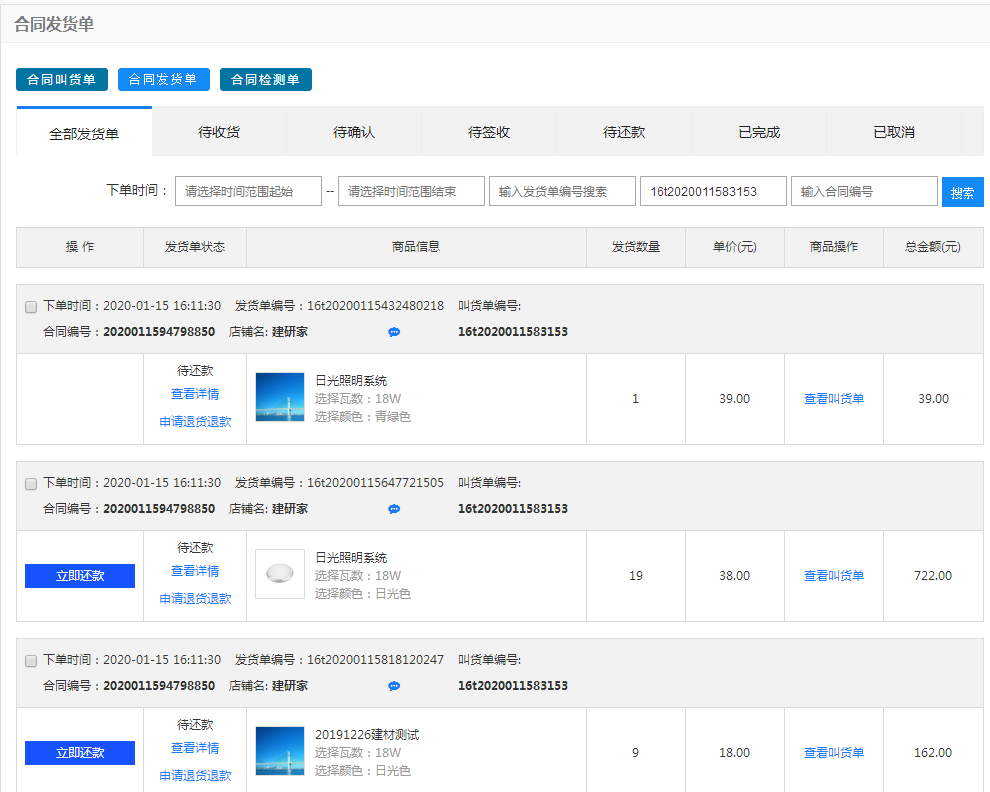 合同发货单
合同叫货单 合同发货单 合同检测单
全部发货单 待收货 待确认 待签收 待还款 已完成 已取消
下单时间： 请选择时间范围起始 -- 请选择时间范围结束 输入发货单编号搜索 16t2020011583153 输入合同编号 搜索
操 作 发货单状态 商品信息 发货数量 单价(元) 商品操作 总金额(元)
下单时间：2020-01-15 16:11:30 发货单编号：16t20200115432480218 叫货单编号:
合同编号：2020011594798850 店铺名: 建研家 16t2020011583153
待还款
查看详情
申请退货退款
日光照明系统
选择瓦数：18W
选择颜色：青绿色
1 39.00 查看叫货单 39.00
下单时间：2020-01-15 16:11:30 发货单编号：16t20200115647721505 叫货单编号:
合同编号：2020011594798850 店铺名: 建研家 16t2020011583153
立即还款
待还款
查看详情
申请退货退款
日光照明系统
选择瓦数：18W
选择颜色：日光色
19 38.00 查看叫货单 722.00
下单时间：2020-01-15 16:11:30 发货单编号：16t20200115818120247 叫货单编号:
合同编号：2020011594798850 店铺名: 建研家 16t2020011583153
立即还款
待还款
查看详情
申请退货退款
20191226建材测试
选择瓦数：18W
选择颜色：日光色
9 18.00 查看叫货单 162.00